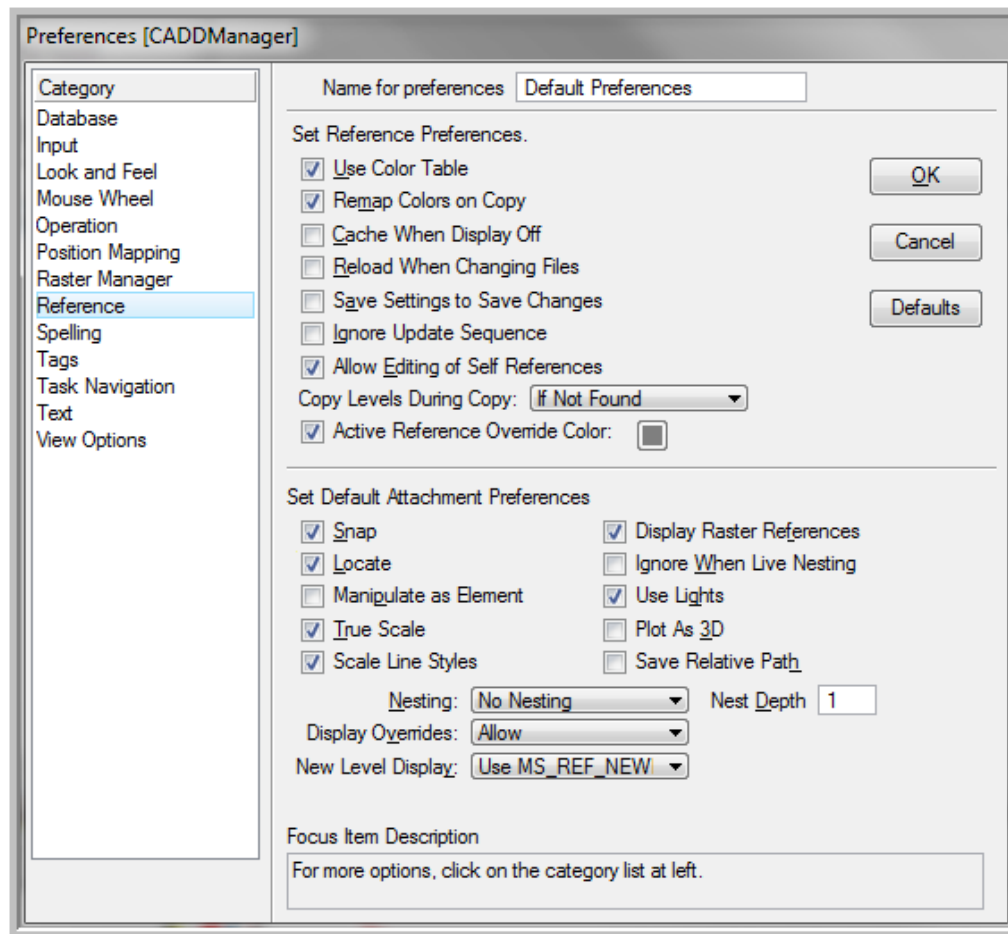 Preferences [CADDManager]
Category
Database
Input
Look and Feel
Mouse Wheel
Operation
Position Mapping
Raster Manager
Reference
Spelling
Tags
Task Navigation
Text
View Options
Name for preferences Default Preferences
Set Reference Preferences.
Use Color Table
Remap Colors on Copy
Cache When Display Off
Reload When Changing Files
Save Settings to Save Changes
Ignore Update Sequence
Allow Editing of Self References
Copy Levels During Copy: If Not Found
Active Reference Override Color:
OK
Cancel
Defaults
Set Default Attachment Preferences
Snap
Locate
Manipulate as Element
True Scale
Scale Line Styles
Display Raster References
Ignore When Live Nesting
Use Lights
Plot As 3D
Save Relative Path
Nesting: No Nesting Nest Depth 1
Display Overrides: Allow
New Level Display: Use MS_REF_NEW
Focus Item Description
For more options, click on the category list at left.